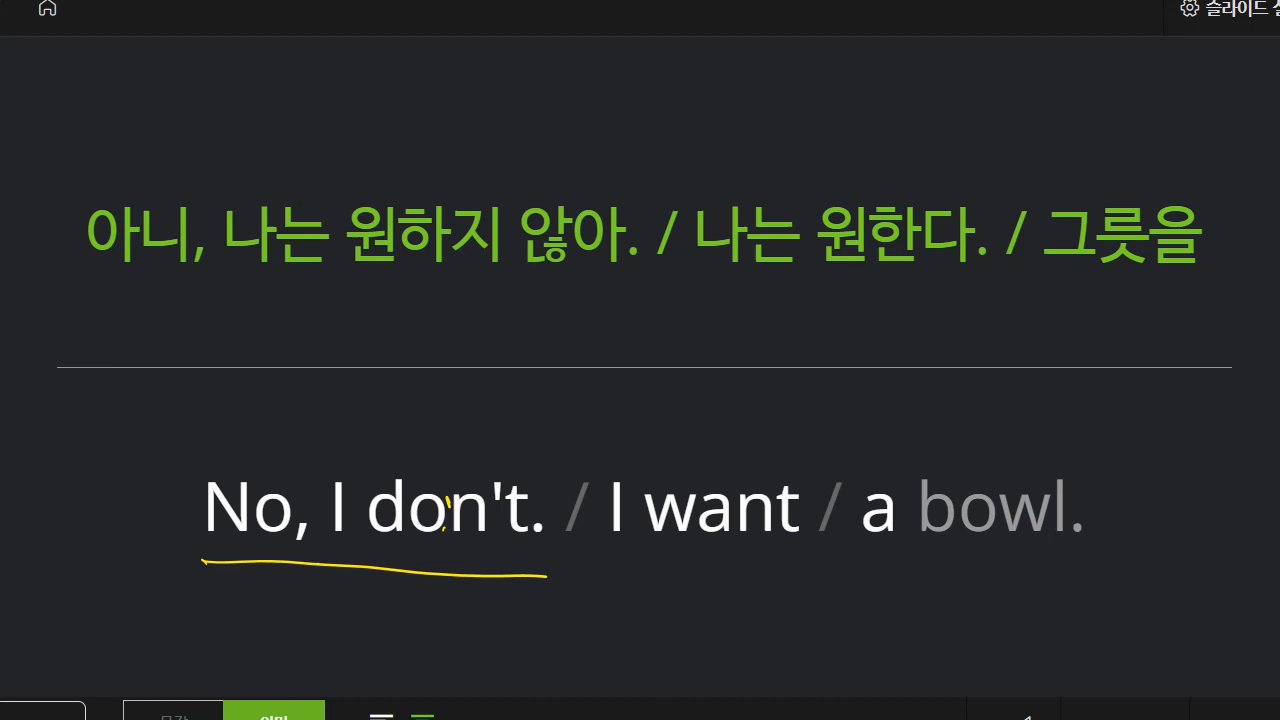 슬라이드
아니, 나는 원하지 않아. / 나는 원한다. / 그릇을
No, I don't. / I want / a bowl.